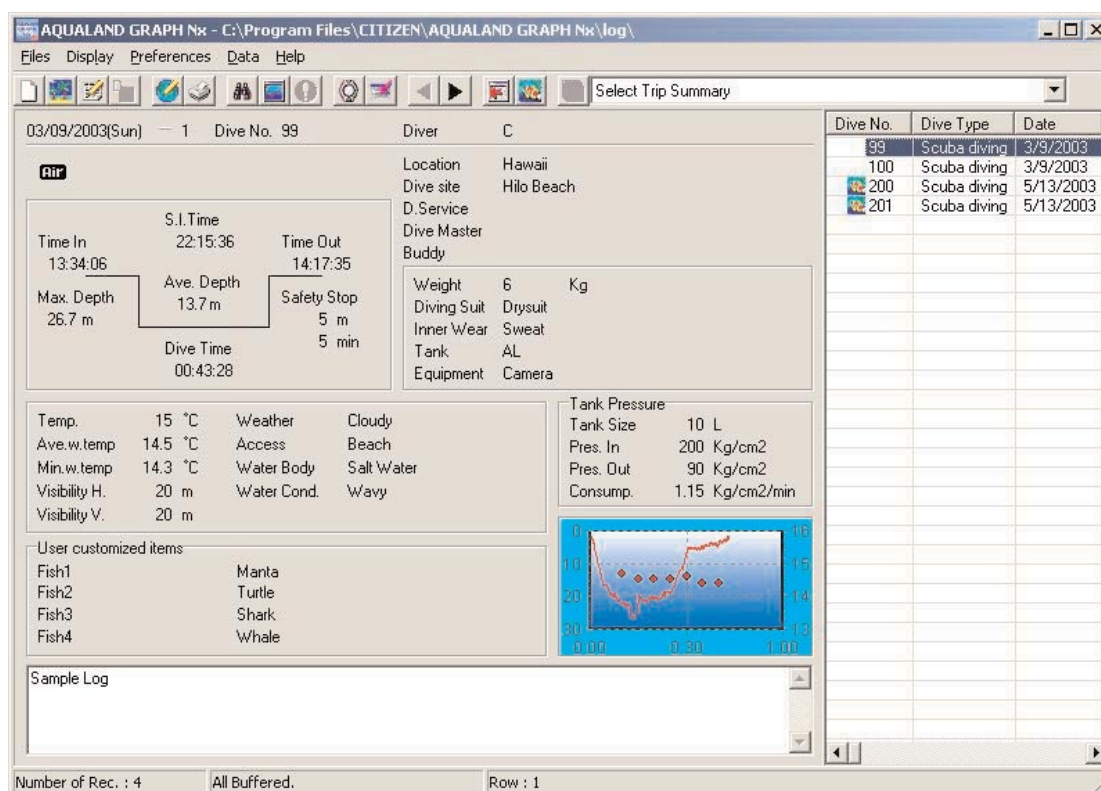 AQUALAND GRAPH Nx - C:\Program Files\CITIZEN\AQUALAND GRAPH Nx\log\
Files Display Preferences Data Help
Select Trip Summary
03/09/2003(Sun) — 1 Dive No. 99 Diver C
Air
Location Hawaii
Dive site Hilo Beach
D.Service
Dive Master
Buddy
S.I.Time
Time In 22:15:36 Time Out
13:34:06 14:17:35
Ave. Depth
Max. Depth 13.7 m Safety Stop
26.7 m 5 m
5 min
Dive Time
00:43:28
Weight 6 Kg
Diving Suit Drysuit
Inner Wear Sweat
Tank AL
Equipment Camera
Temp. 15 °C Weather Cloudy
Ave.w.temp 14.5 °C Access Beach
Min.w.temp 14.3 °C Water Body Salt Water
Visibility H. 20 m Water Cond. Wavy
Visibility V. 20 m
Tank Pressure
Tank Size 10 L
Pres. In 200 Kg/cm2
Pres. Out 90 Kg/cm2
Consump. 1.15 Kg/cm2/min
User customized items
Fish1 Manta
Fish2 Turtle
Fish3 Shark
Fish4 Whale
0 16
10 15
20 14
30 13
0:00 0:30 1:00
Sample Log
Dive No. Dive Type Date
99 Scuba diving 3/9/2003
100 Scuba diving 3/9/2003
200 Scuba diving 5/13/2003
201 Scuba diving 5/13/2003
Number of Rec. : 4 All Buffered. Row : 1